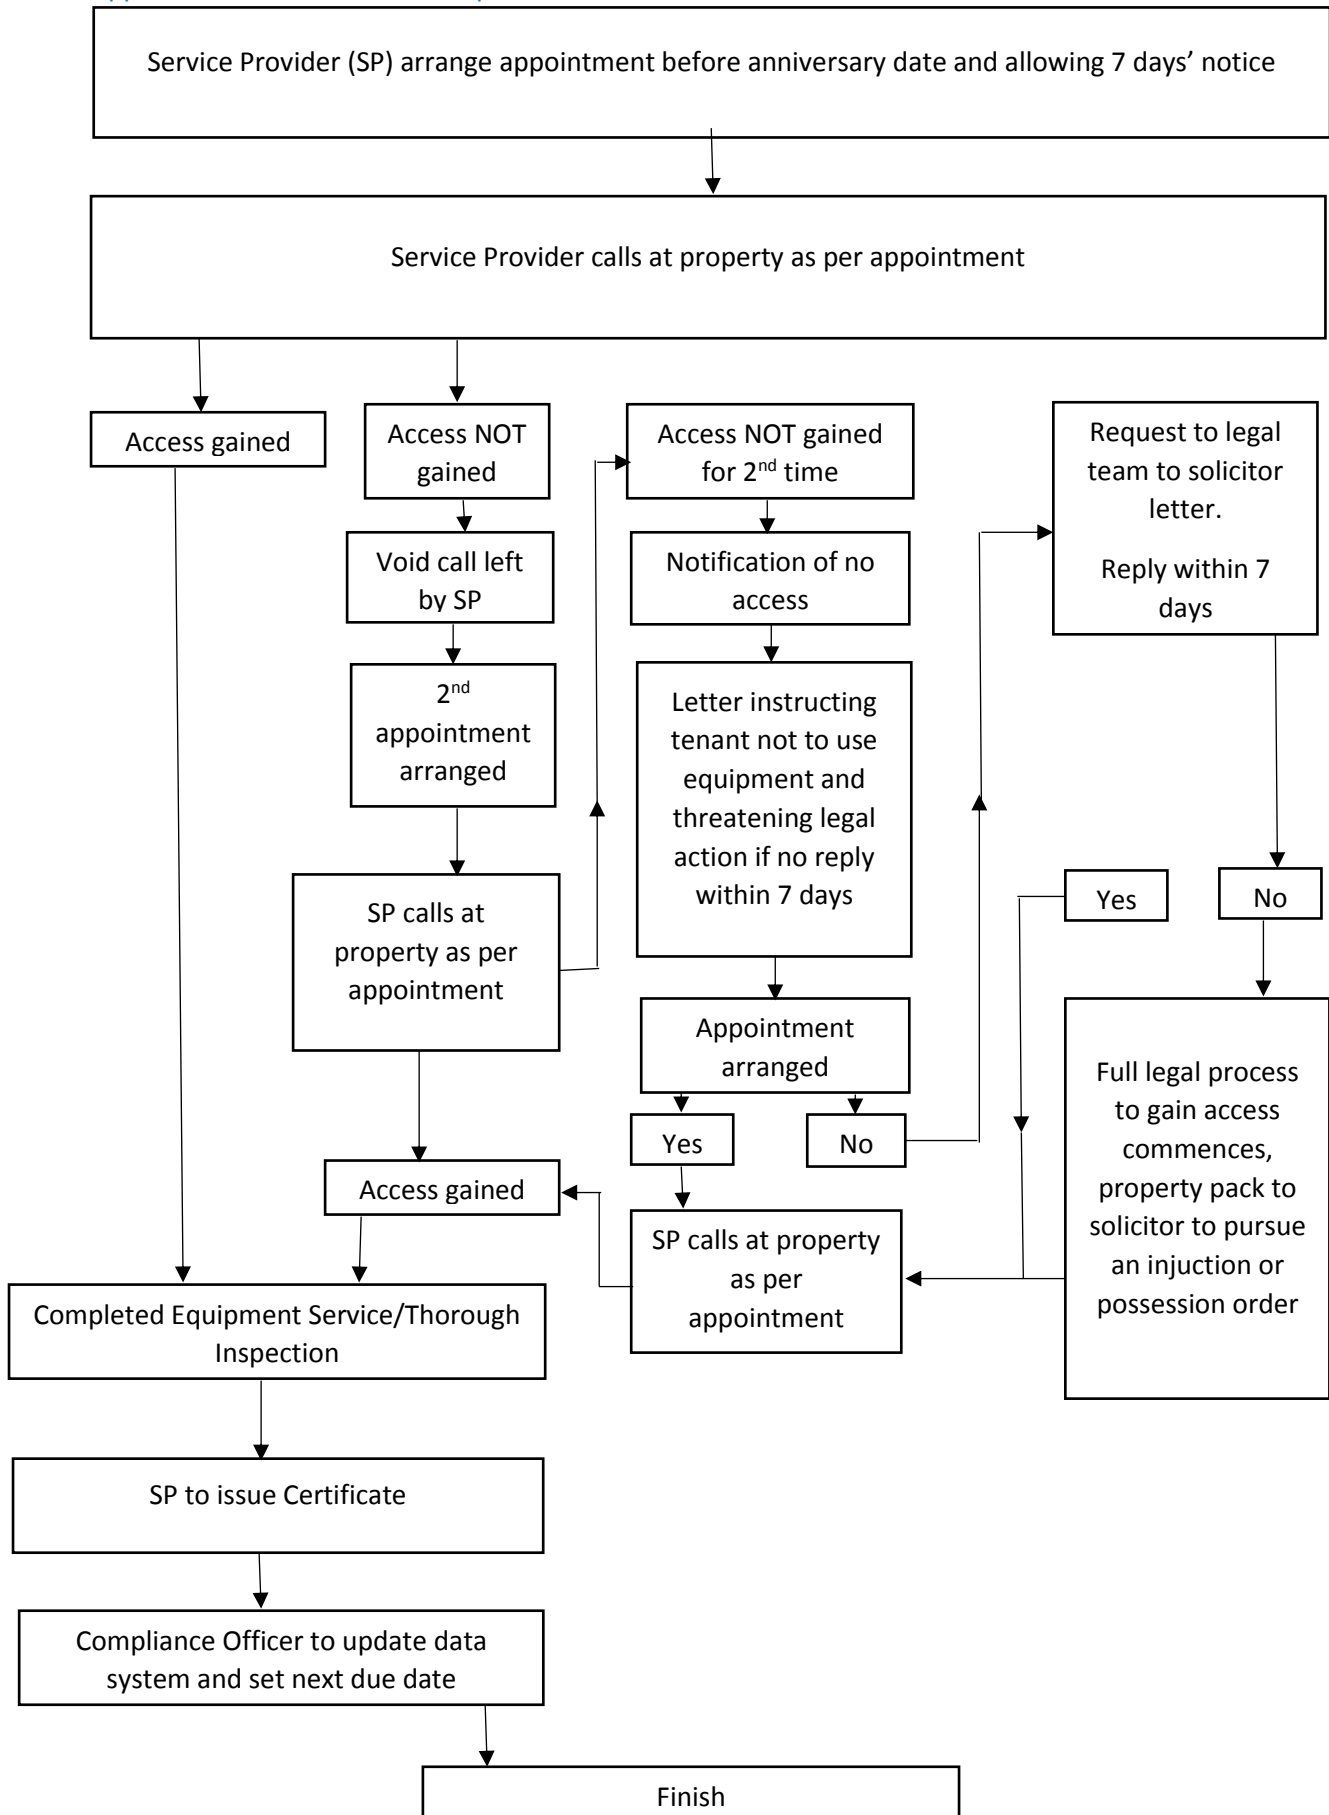 Service Provider (SP) arrange appointment before anniversary date and allowing 7 days’ notice
Service Provider calls at property as per appointment
Access gained
Access NOT
gained
Void call left
by SP
2nd
appointment
arranged
SP calls at
property as per
appointment
Access gained
Access NOT gained
for 2nd time
Notification of no
access
Letter instructing
tenant not to use
equipment and
threatening legal
action if no reply
within 7 days
Appointment
arranged
Yes
No
SP calls at property
as per
appointment
Request to legal
team to solicitor
letter.
Reply within 7
days
Yes
No
Full legal process
to gain access
commences,
property pack to
solicitor to pursue
an injuction or
possession order
Completed Equipment Service/Thorough
Inspection
SP to issue Certificate
Compliance Officer to update data
system and set next due date
Finish